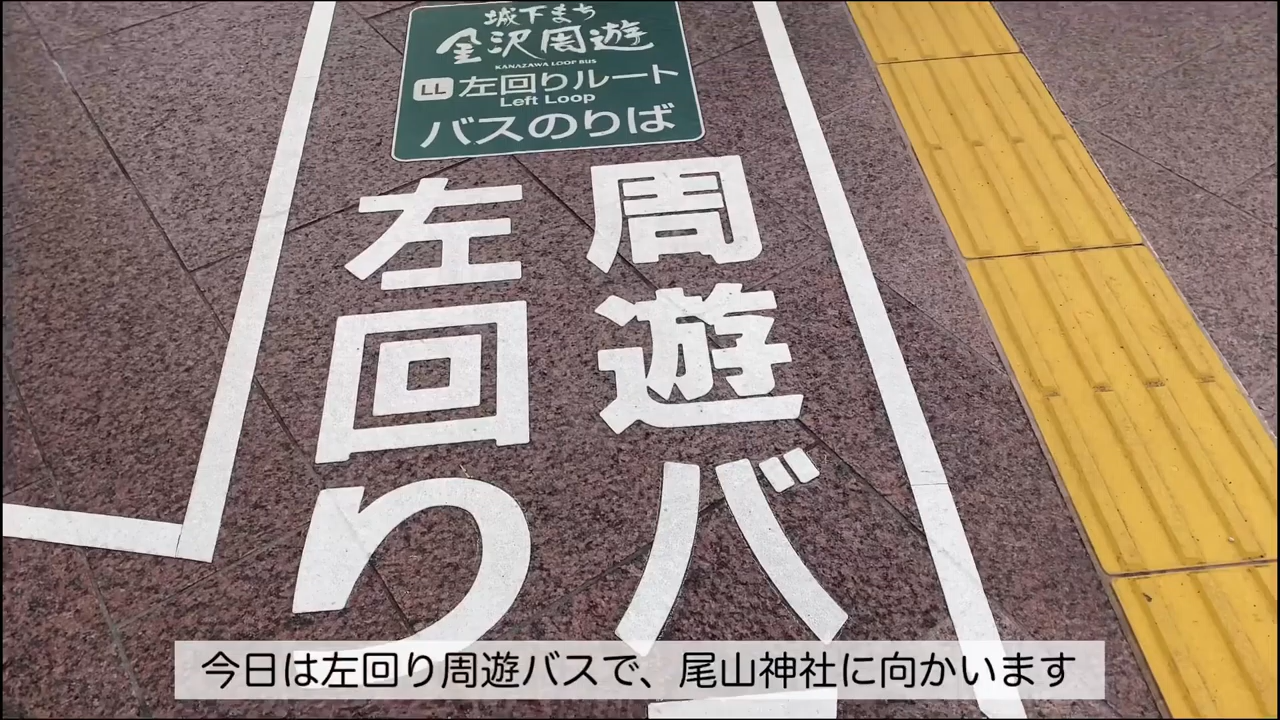 城下まち
金沢周遊
KANAZAWA LOOP BUS
LL 左回りルート
Left Loop
バスのりば
周遊バ
左回り
今日は左回り周遊バスで、尾山神社に向かいます